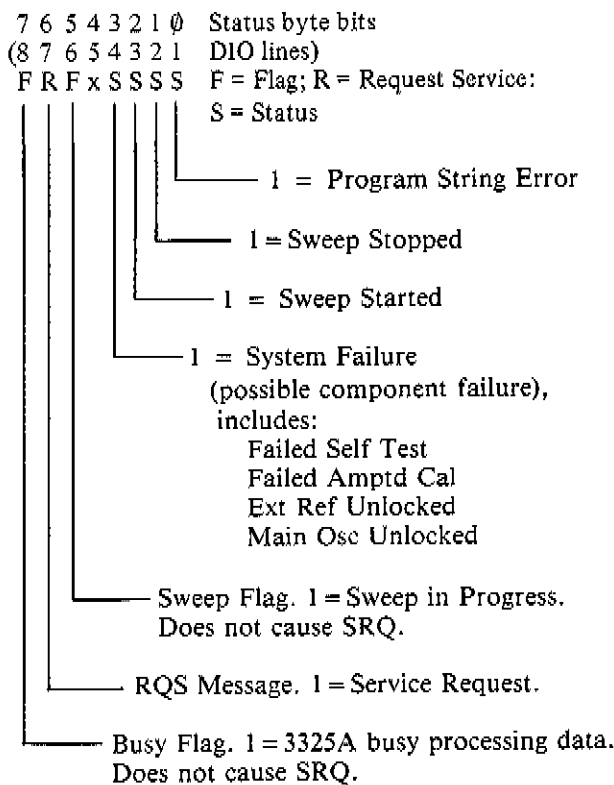 7 6 5 4 3 2 1 0 Status byte bits
(8 7 6 5 4 3 2 1 DIO lines)
F R F x S S S S F = Flag; R = Request Service:
S = Status
1 = Program String Error
1 = Sweep Stopped
1 = Sweep Started
1 = System Failure
(possible component failure),
includes:
Failed Self Test
Failed Amptd Cal
Ext Ref Unlocked
Main Osc Unlocked
Sweep Flag. 1 = Sweep in Progress.
Does not cause SRQ.
RQS Message. 1 = Service Request.
Busy Flag. 1 = 3325A busy processing data.
Does not cause SRQ.